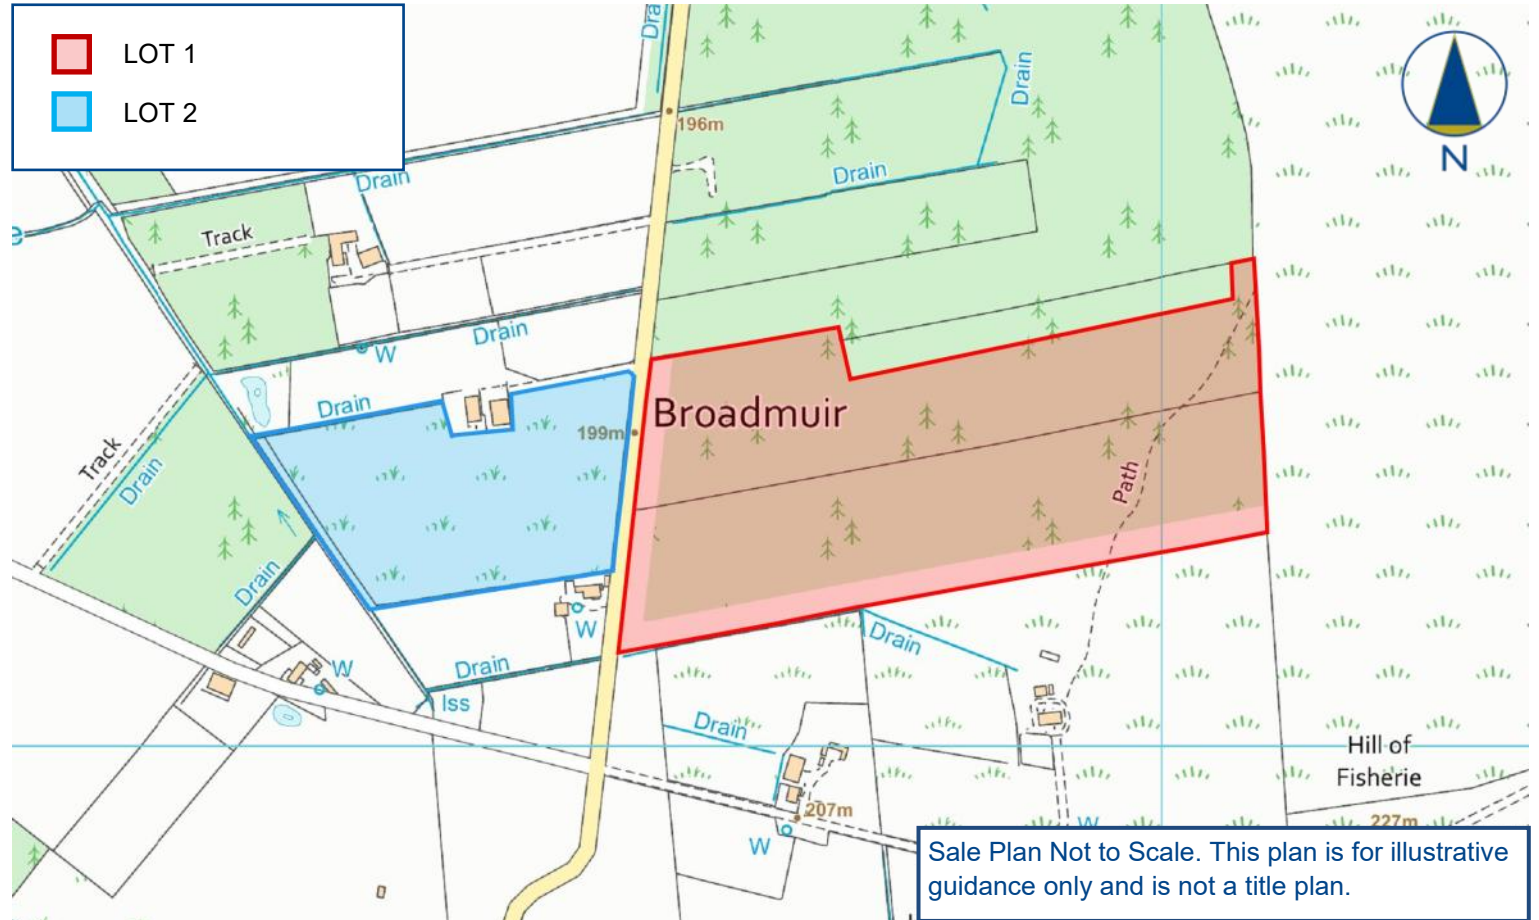 LOT 1
LOT 2
Dra
Dra
196m
Drain
N
Drain
Drain
Track
Drain
W
Drain
Broadmuir
199m
Track
Drain
Path
Drain
W
Drain
W
Drain
Iss
Drain
Hill of
Fisherie
207m
227m
W
W
Sale Plan Not to Scale. This plan is for illustrative
guidance only and is not a title plan.